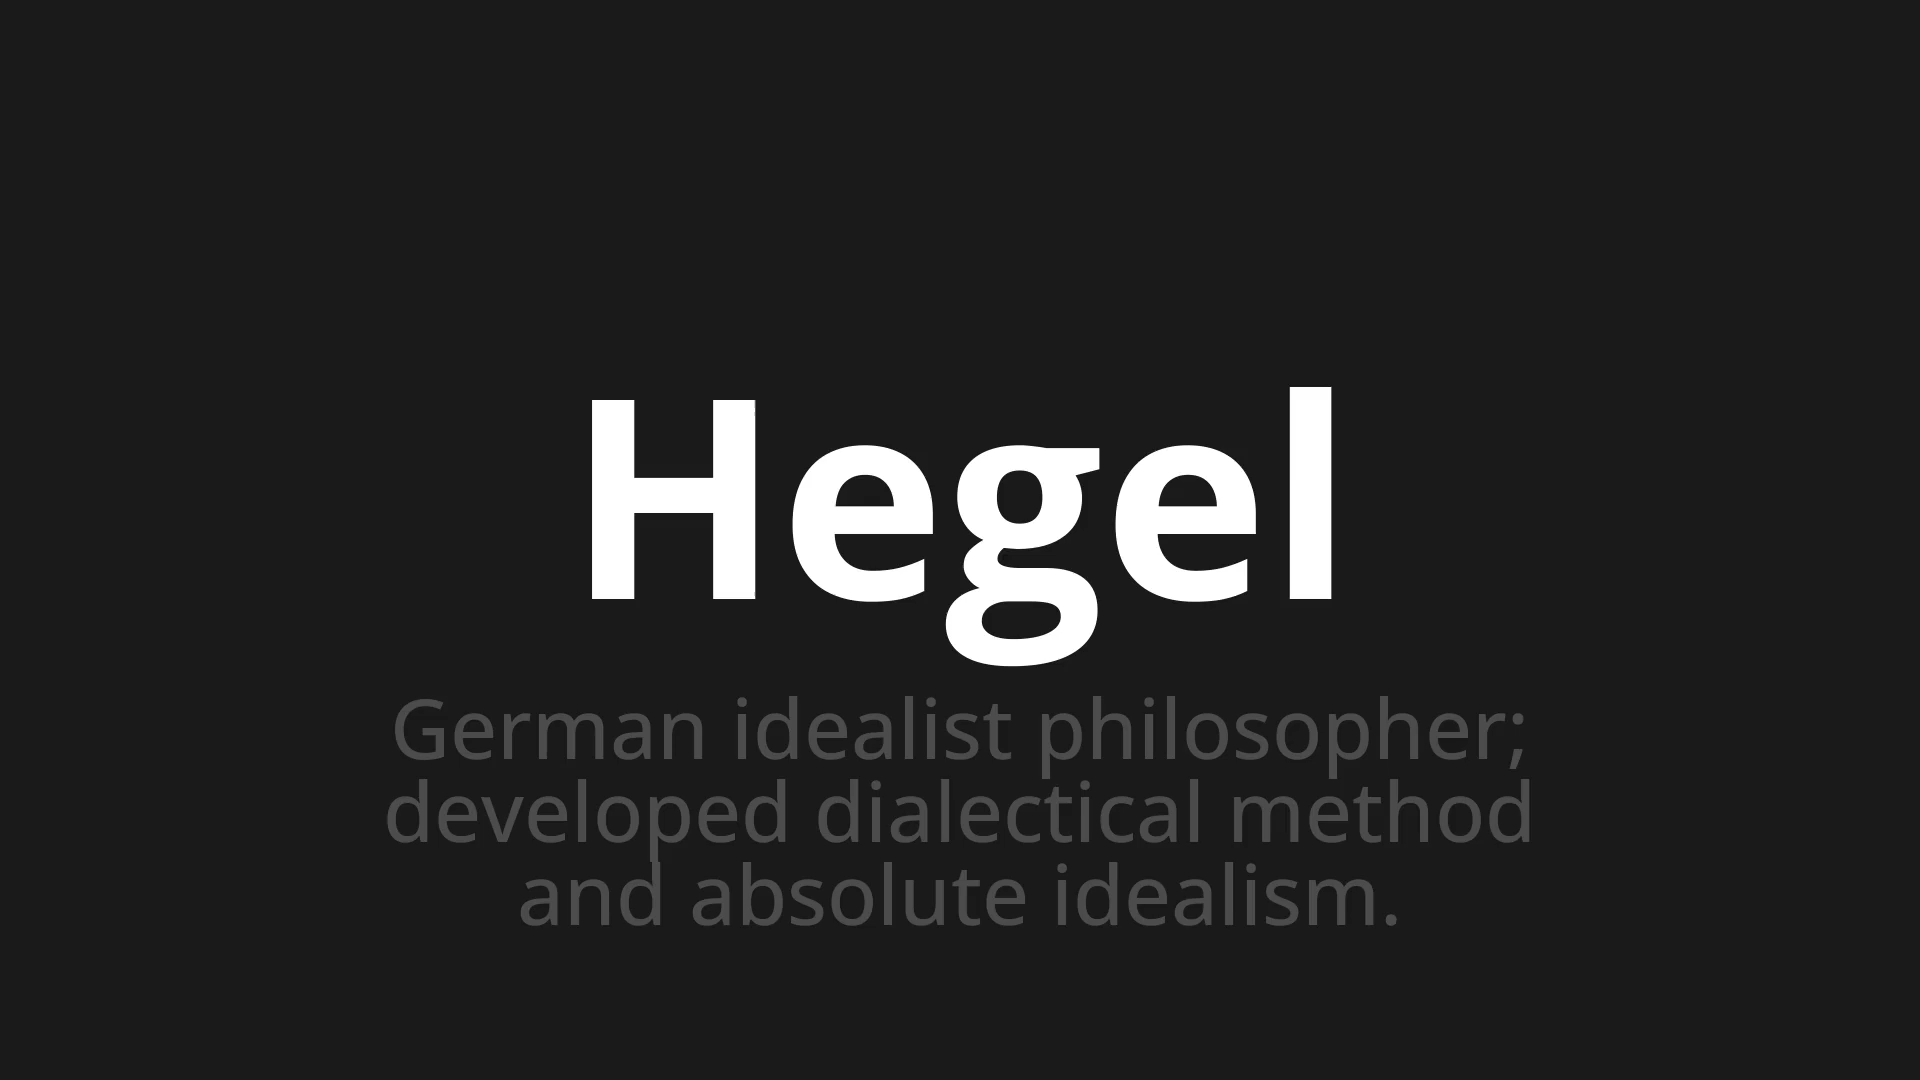 Hegel
German idealist philosopher;
developed dialectical method
and absolute idealism.